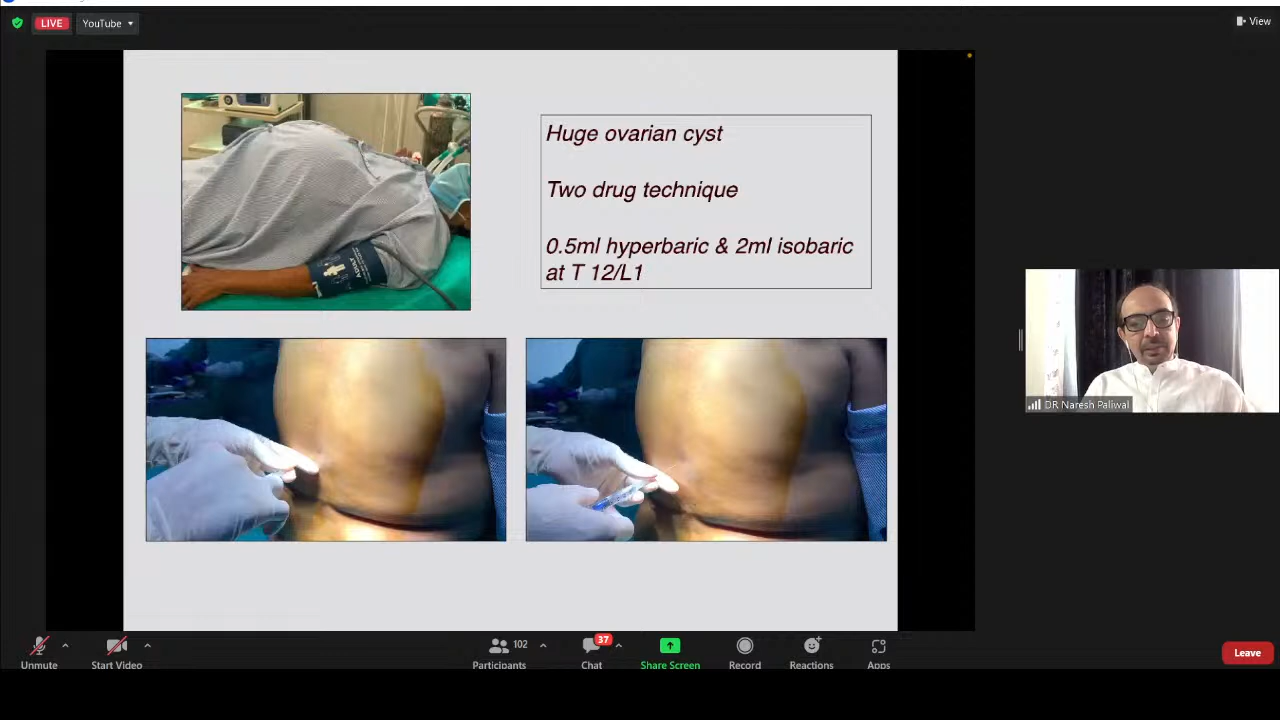 LIVE
YouTube
View
Huge ovarian cyst
Two drug technique
0.5ml hyperbaric & 2ml isobaric
at T 12/L1
ADULT
DR Naresh Paliwal
Unmute
Start Video
102
Participants
37
Chat
Share Screen
Record
Reactions
Apps
Leave